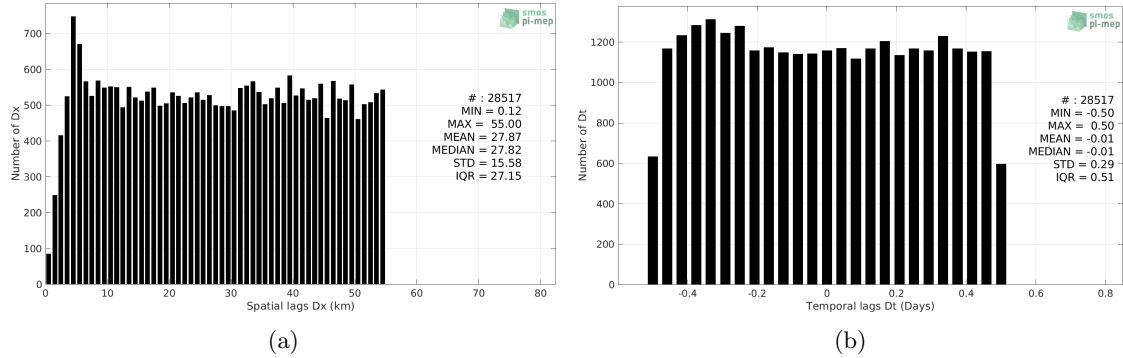 smos
pi-mep
700
600
500
400
300
200
100
0
Number of Dx
# : 28517
MIN = 0.12
MAX = 55.00
MEAN = 27.87
MEDIAN = 27.82
STD = 15.58
IQR = 27.15
0 10 20 30 40 50 60 70 80
Spatial lags Dx (km)
(a)
smos
pi-mep
1200
1000
800
600
400
200
0
Number of Dt
# : 28517
MIN = -0.50
MAX = 0.50
MEAN = -0.01
MEDIAN = -0.01
STD = 0.29
IQR = 0.51
-0.4 -0.2 0 0.2 0.4 0.6 0.8
Temporal lags Dt (Days)
(b)